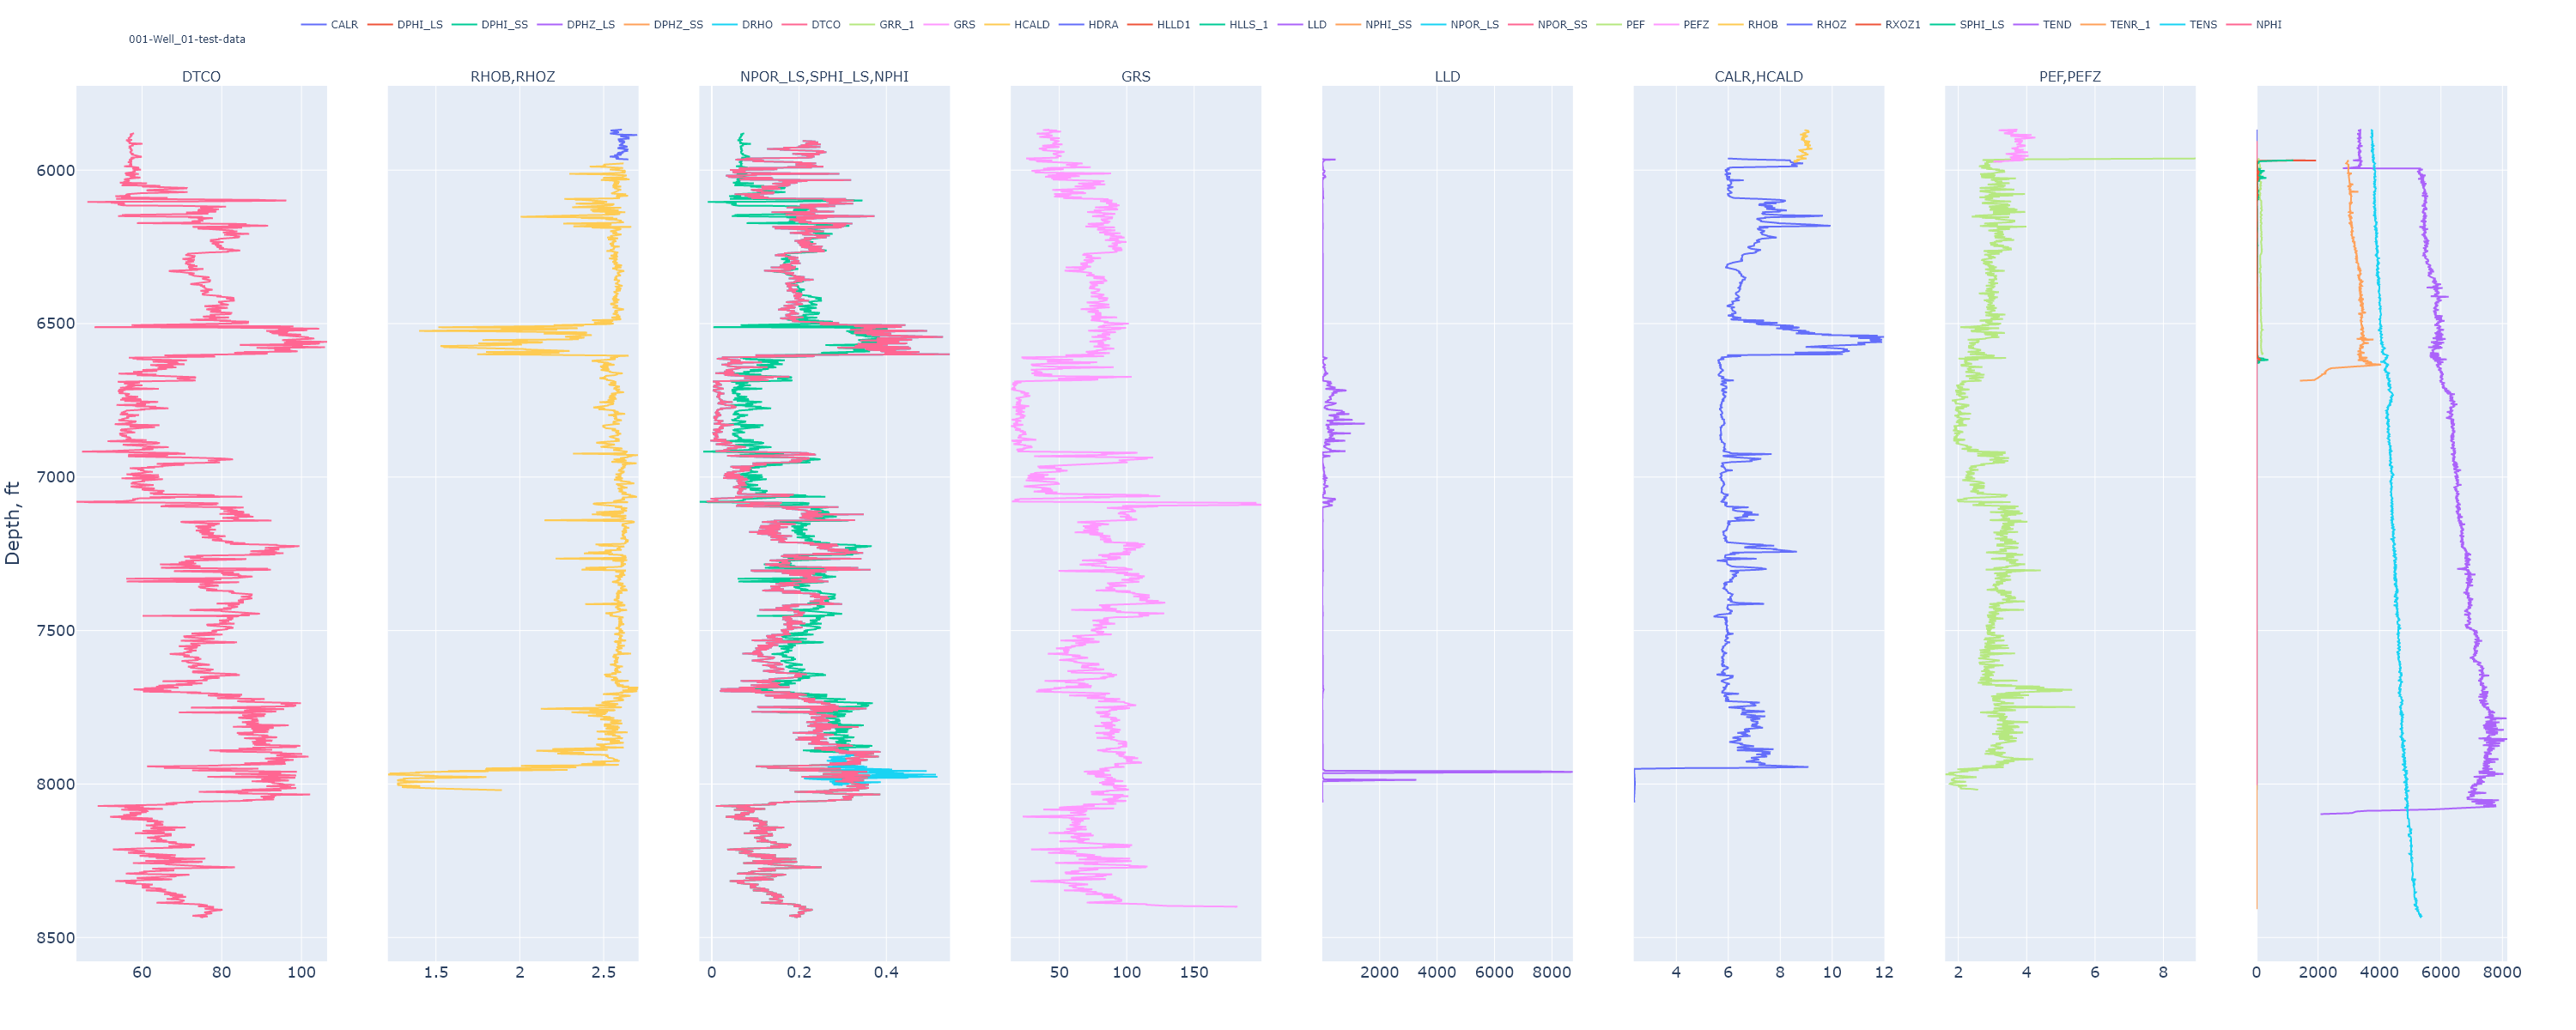 CALR DPHI_LS DPHI_SS DPHZ_LS DPHZ_SS DRHO DTCO GRR_1 GRS HCALD HDRA HLLD1 HLLS_1 LLD NPHI_SS NPOR_LS NPOR_SS PEF PEFZ RHOB RHOZ RXOZ1 SPHI_LS TEND TENR_1 TENS NPHI
001-Well_01-test-data
DTCO RHOB,RHOZ NPOR_LS,SPHI_LS,NPHI GRS LLD CALR,HCALD PEF,PEFZ
6000
6500
7000
Depth, ft
7500
8000
8500
60 80 100 1.5 2 2.5 0 0.2 0.4 50 100 150 2000 4000 6000 8000 4 6 8 10 12 2 4 6 8 0 2000 4000 6000 8000